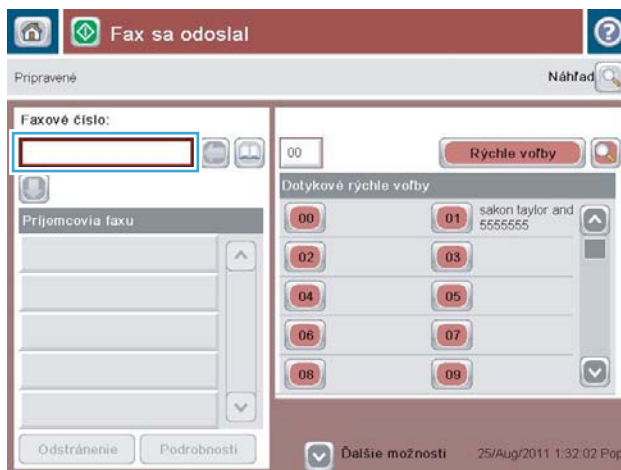 Fax sa odoslal
Pripravené
Náhľad
Faxové číslo:
00
Rýchle voľby
Dotykové rýchle voľby
Príjemcovia faxu
00
01
sakon taylor and
5555555
02
03
04
05
06
07
08
09
Odstránenie
Podrobnosti
Ďalšie možnosti
25/Aug/2011 1:32:02 Pop